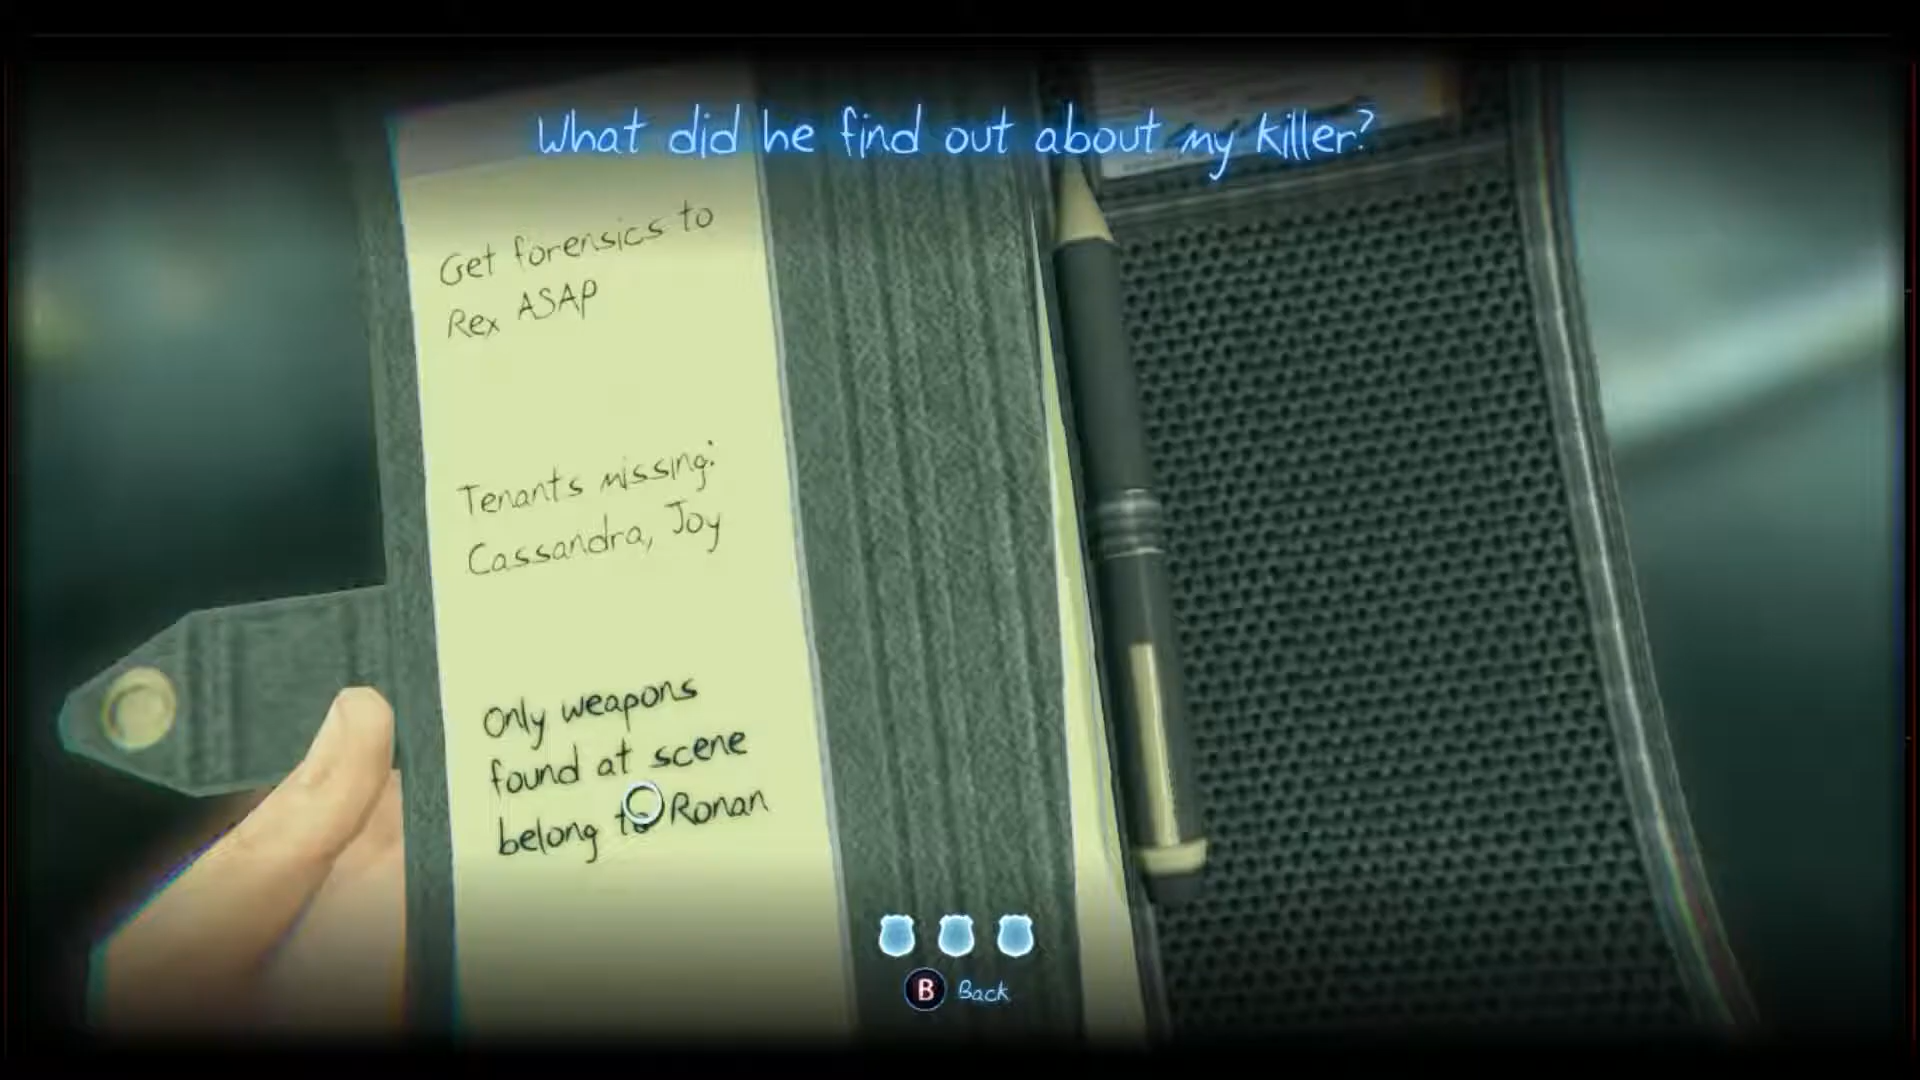 What did he find out about my killer?
Get forensics to
Rex ASAP
Tenants missing:
Cassandra, Joy
Only weapons
found at scene
belong to Ronan
B Back